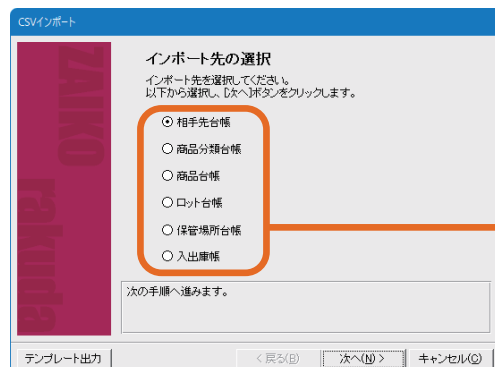 CSVインポート
ZAIKO
rakuda
インポート先の選択
インポート先を選択してください。
以下から選択し、[次へ]ボタンをクリックします。
相手先台帳
商品分類台帳
商品台帳
ロット台帳
保管場所台帳
入出庫帳
次の手順へ進みます。
テンプレート出力
< 戻る(B)
次へ(N) >
キャンセル(C)